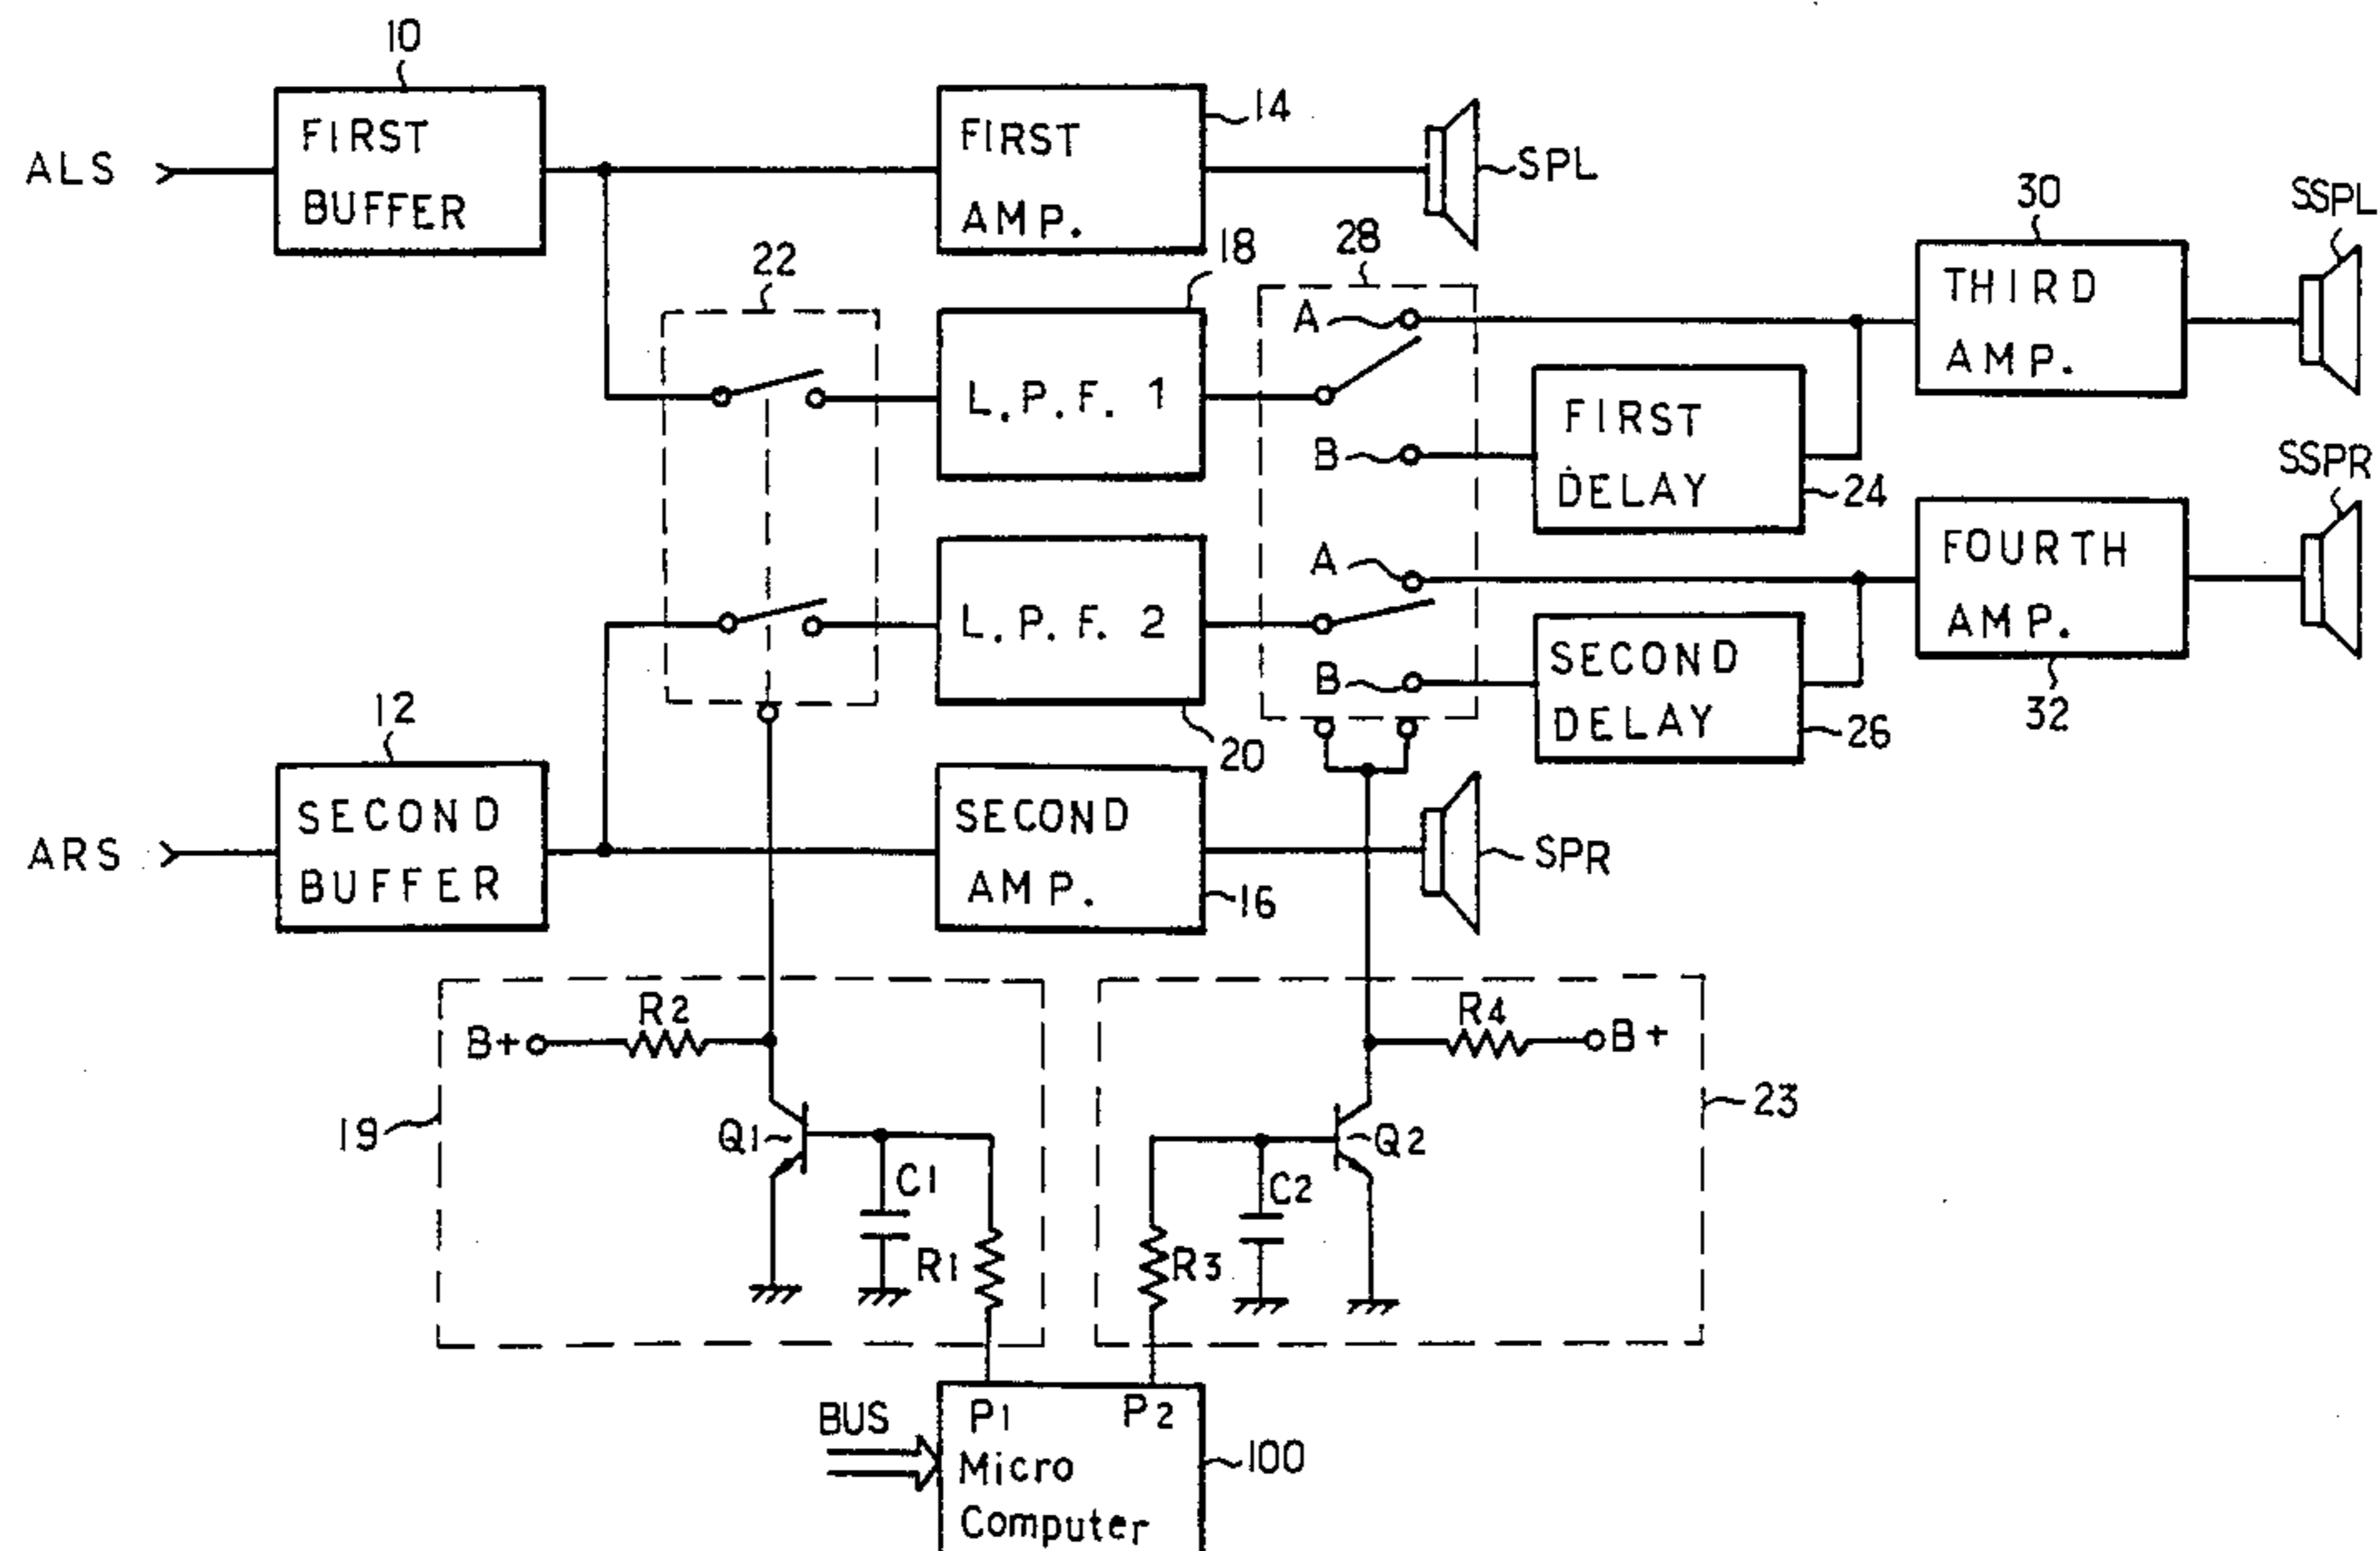 10
FIRST
BUFFER
ALS
FIRST
AMP.
14
SPL
22
18
28
30
SSPL
A
THIRD
AMP.
L.P.F. 1
B
FIRST
DELAY
24
SSPR
A
FOURTH
AMP.
32
L.P.F. 2
B
SECOND
DELAY
26
20
12
SECOND
BUFFER
ARS
SECOND
AMP.
16
SPR
B+
R2
R4
B+
19
Q1
C1
R1
R3
C2
Q2
23
BUS
P1
P2
Micro
Computer
100